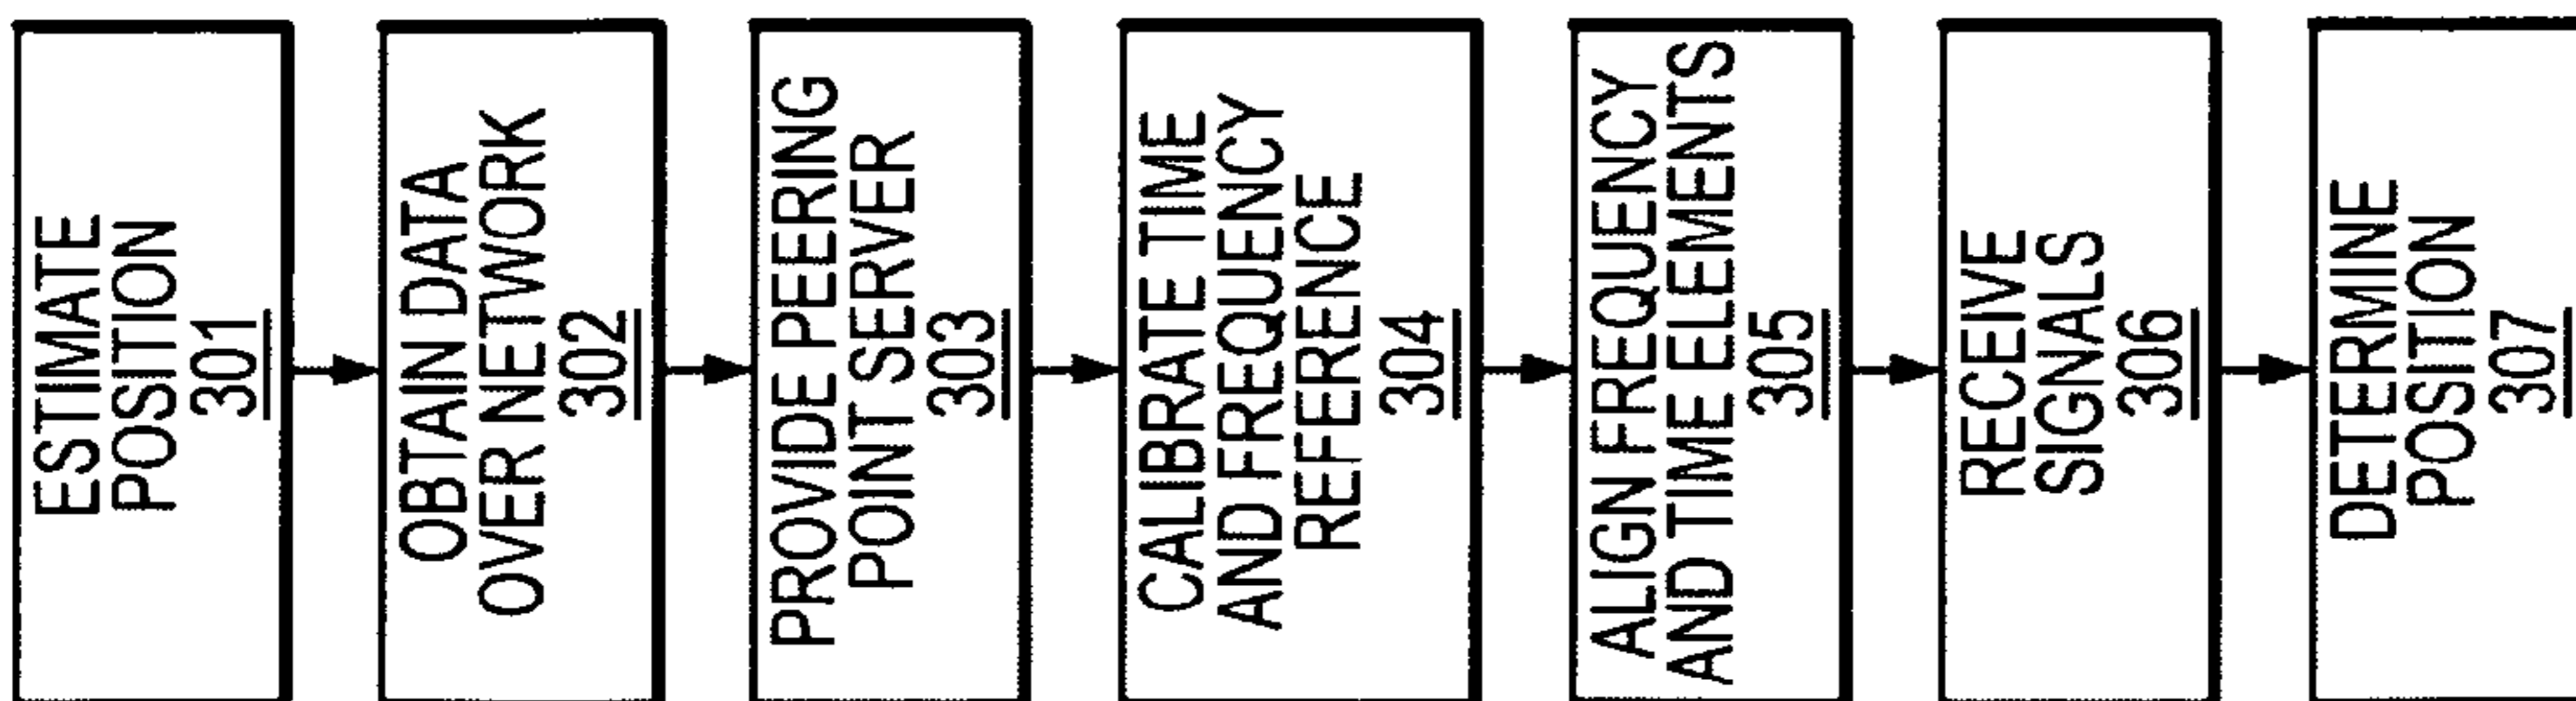 ESTIMATE
POSITION
301
OBTAIN DATA
OVER NETWORK
302
PROVIDE PEERING
POINT SERVER
303
CALIBRATE TIME
AND FREQUENCY
REFERENCE
304
ALIGN FREQUENCY
AND TIME ELEMENTS
305
RECEIVE
SIGNALS
306
DETERMINE
POSITION
307